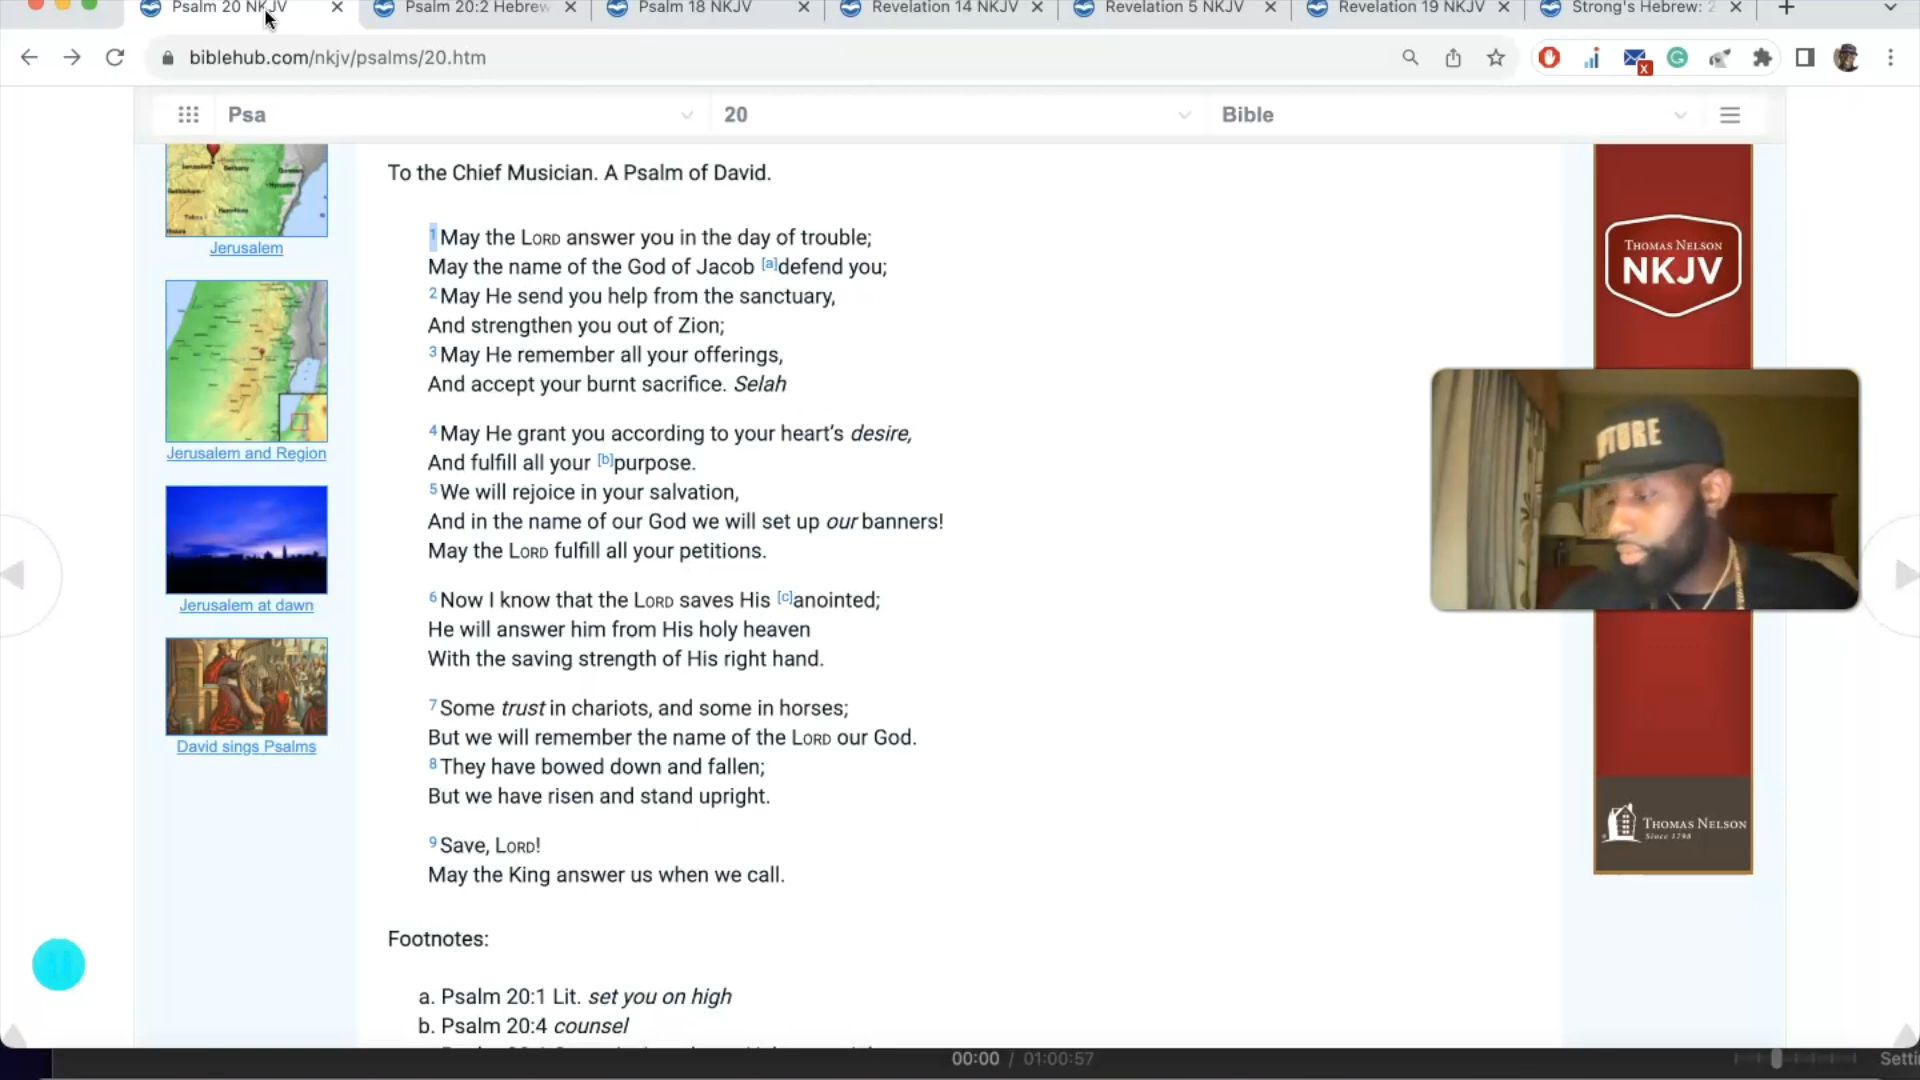 Psalm 20 NKJV
Psalm 20:2 Hebrew
Psalm 18 NKJV
Revelation 14 NKJV
Revelation 5 NKJV
Revelation 19 NKJV
Strong's Hebrew: 2
biblehub.com/nkjv/psalms/20.htm
Psa
20
Bible
To the Chief Musician. A Psalm of David.
1 May the LORD answer you in the day of trouble;
May the name of the God of Jacob [a]defend you;
2 May He send you help from the sanctuary,
And strengthen you out of Zion;
3 May He remember all your offerings,
And accept your burnt sacrifice. Selah
4 May He grant you according to your heart’s desire,
And fulfill all your [b]purpose.
5 We will rejoice in your salvation,
And in the name of our God we will set up our banners!
May the LORD fulfill all your petitions.
6 Now I know that the LORD saves His [c]anointed;
He will answer him from His holy heaven
With the saving strength of His right hand.
7 Some trust in chariots, and some in horses;
But we will remember the name of the LORD our God.
8 They have bowed down and fallen;
But we have risen and stand upright.
9 Save, LORD!
May the King answer us when we call.
Footnotes:
a. Psalm 20:1 Lit. set you on high
b. Psalm 20:4 counsel
Jerusalem
Jerusalem and Region
Jerusalem at dawn
David sings Psalms
THOMAS NELSON
NKJV
THOMAS NELSON
Since 1798
00:00 / 01:00:57
Setti